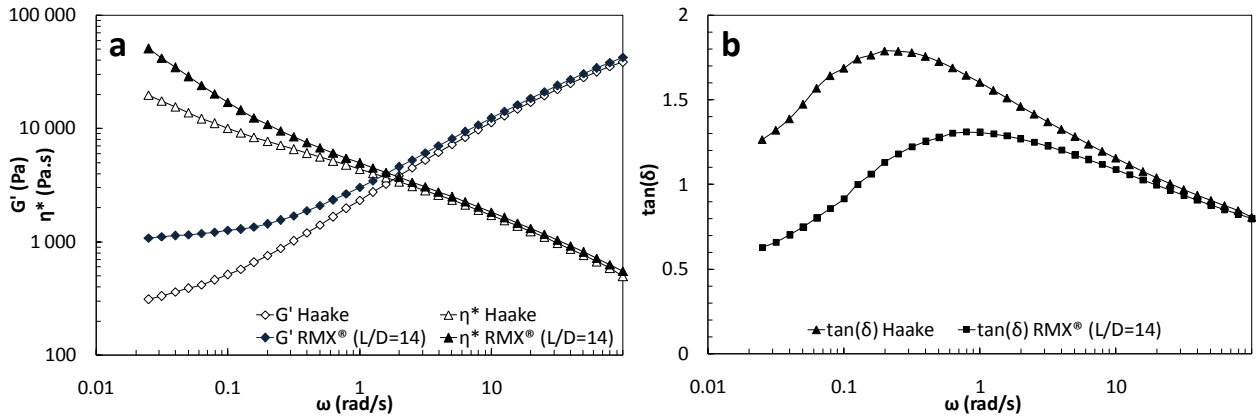 a
100 000
10 000
1 000
100
G' (Pa)
η* (Pa.s)
G' Haake
η* Haake
G' RMX® (L/D=14)
η* RMX® (L/D=14)
0.01
0.1
1
10
ω (rad/s)
b
2
1.5
1
0.5
0
tan(δ)
tan(δ) Haake
tan(δ) RMX® (L/D=14)
0.01
0.1
1
10
ω (rad/s)